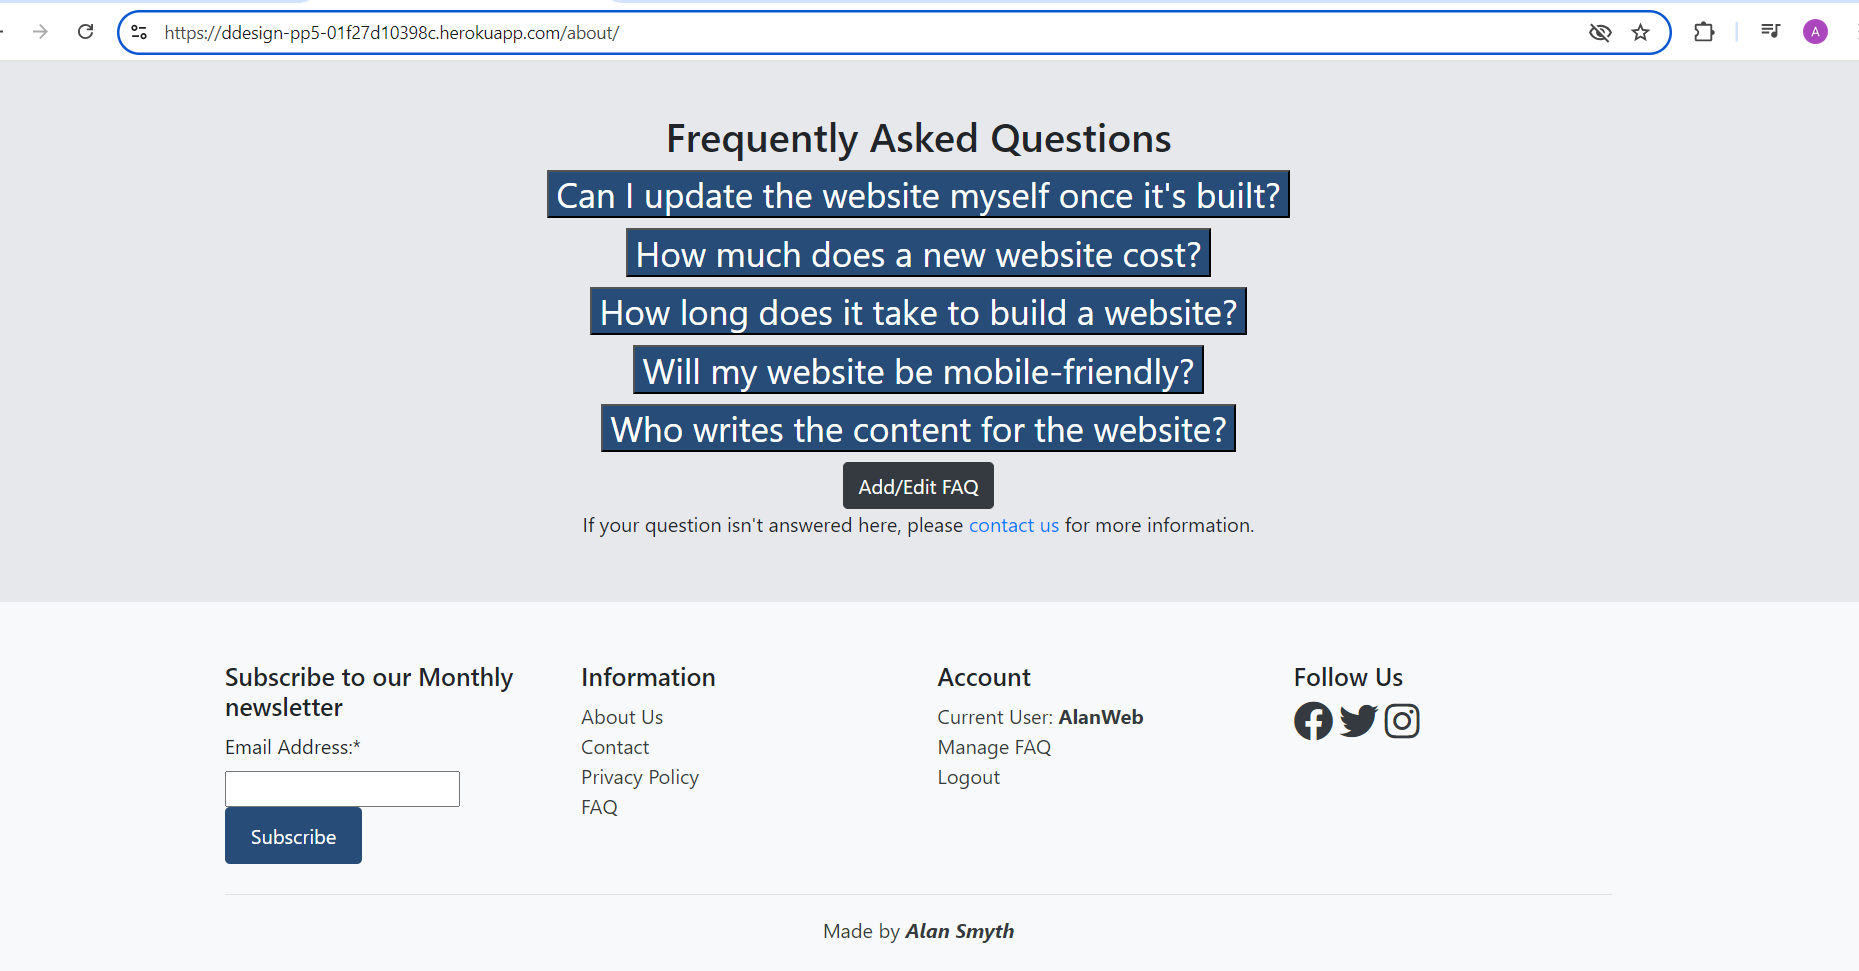 https://ddesign-pp5-01f27d10398c.herokuapp.com/about/
A
Frequently Asked Questions
Can I update the website myself once it's built?
How much does a new website cost?
How long does it take to build a website?
Will my website be mobile-friendly?
Who writes the content for the website?
Add/Edit FAQ
If your question isn't answered here, please contact us for more information.
Subscribe to our Monthly
newsletter
Email Address:*
Subscribe
Information
About Us
Contact
Privacy Policy
FAQ
Account
Current User: AlanWeb
Manage FAQ
Logout
Follow Us
Made by Alan Smyth